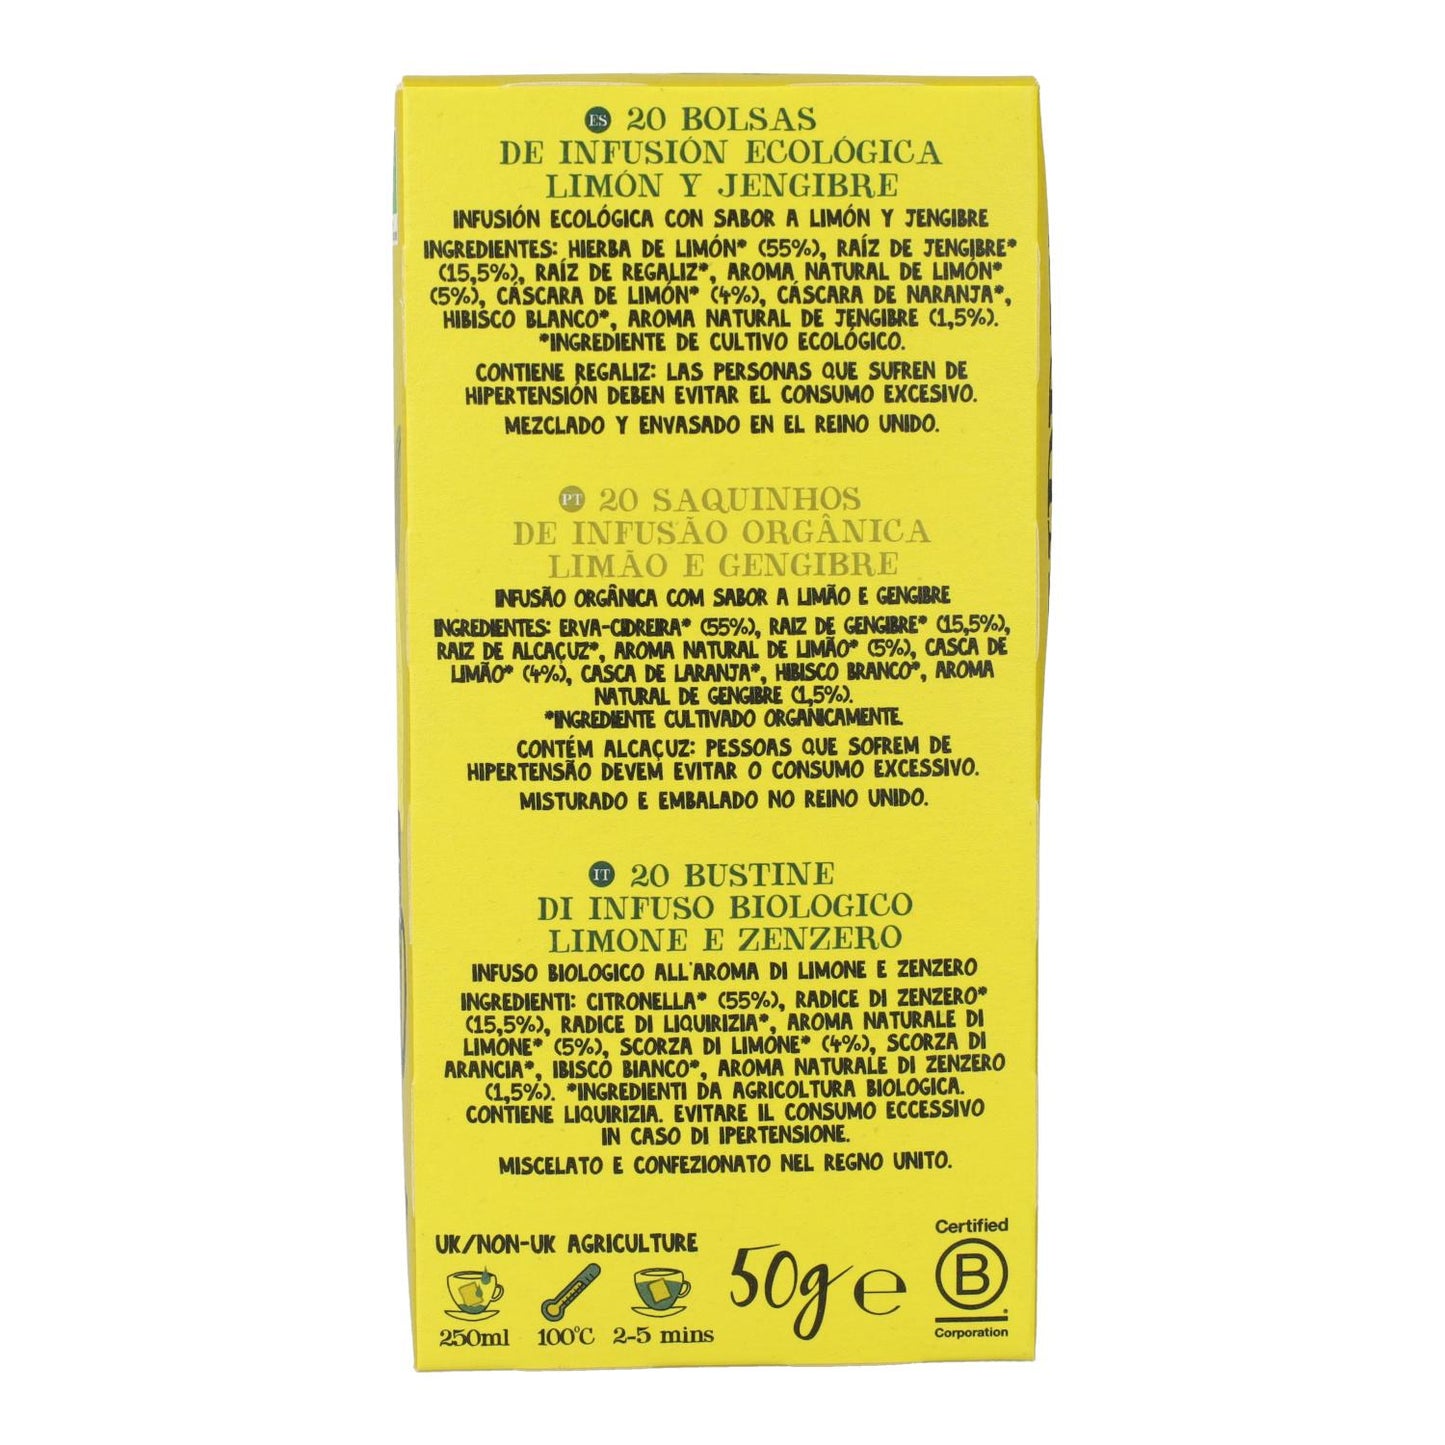 ES 20 BOLSAS
DE INFUSIÓN ECOLÓGICA
LIMÓN Y JENGIBRE
INFUSIÓN ECOLÓGICA CON SABOR A LIMÓN Y JENGIBRE
INGREDIENTES: HIERBA DE LIMÓN* (55%), RAÍZ DE JENGIBRE*
(15,5%), RAÍZ DE REGALIZ*, AROMA NATURAL DE LIMÓN*
(5%), CÁSCARA DE LIMÓN* (4%), CÁSCARA DE NARANJA*,
HIBISCO BLANCO*, AROMA NATURAL DE JENGIBRE (1,5%).
*INGREDIENTE DE CULTIVO ECOLÓGICO.
CONTIENE REGALIZ: LAS PERSONAS QUE SUFREN DE
HIPERTENSIÓN DEBEN EVITAR EL CONSUMO EXCESIVO.
MEZCLADO Y ENVASADO EN EL REINO UNIDO.
PT 20 SAQUINHOS
DE INFUSÃO ORGÂNICA
LIMÃO E GENGIBRE
INFUSÃO ORGÂNICA COM SABOR A LIMÃO E GENGIBRE
INGREDIENTES: ERVA-CIDREIRA* (55%), RAIZ DE GENGIBRE* (15,5%),
RAIZ DE ALCAÇUZ*, AROMA NATURAL DE LIMÃO* (5%), CASCA DE
LIMÃO* (4%), CASCA DE LARANJA*, HIBISCO BRANCO*, AROMA
NATURAL DE GENGIBRE (1,5%).
*INGREDIENTE CULTIVADO ORGANICAMENTE.
CONTÉM ALCAÇUZ: PESSOAS QUE SOFREM DE
HIPERTENSÃO DEVEM EVITAR O CONSUMO EXCESSIVO.
MISTURADO E EMBALADO NO REINO UNIDO.
IT 20 BUSTINE
DI INFUSO BIOLOGICO
LIMONE E ZENZERO
INFUSO BIOLOGICO ALL'AROMA DI LIMONE E ZENZERO
INGREDIENTI: CITRONELLA* (55%), RADICE DI ZENZERO*
(15,5%), RADICE DI LIQUIRIZIA*, AROMA NATURALE DI
LIMONE* (5%), SCORZA DI LIMONE* (4%), SCORZA DI
ARANCIA*, IBISCO BIANCO*, AROMA NATURALE DI ZENZERO
(1,5%). *INGREDIENTI DA AGRICOLTURA BIOLOGICA.
CONTIENE LIQUIRIZIA. EVITARE IL CONSUMO ECCESSIVO
IN CASO DI IPERTENSIONE.
MISCELATO E CONFEZIONATO NEL REGNO UNITO.
UK/NON-UK AGRICULTURE
250ml 100°C 2-5 mins
50g e
Certified
B
Corporation